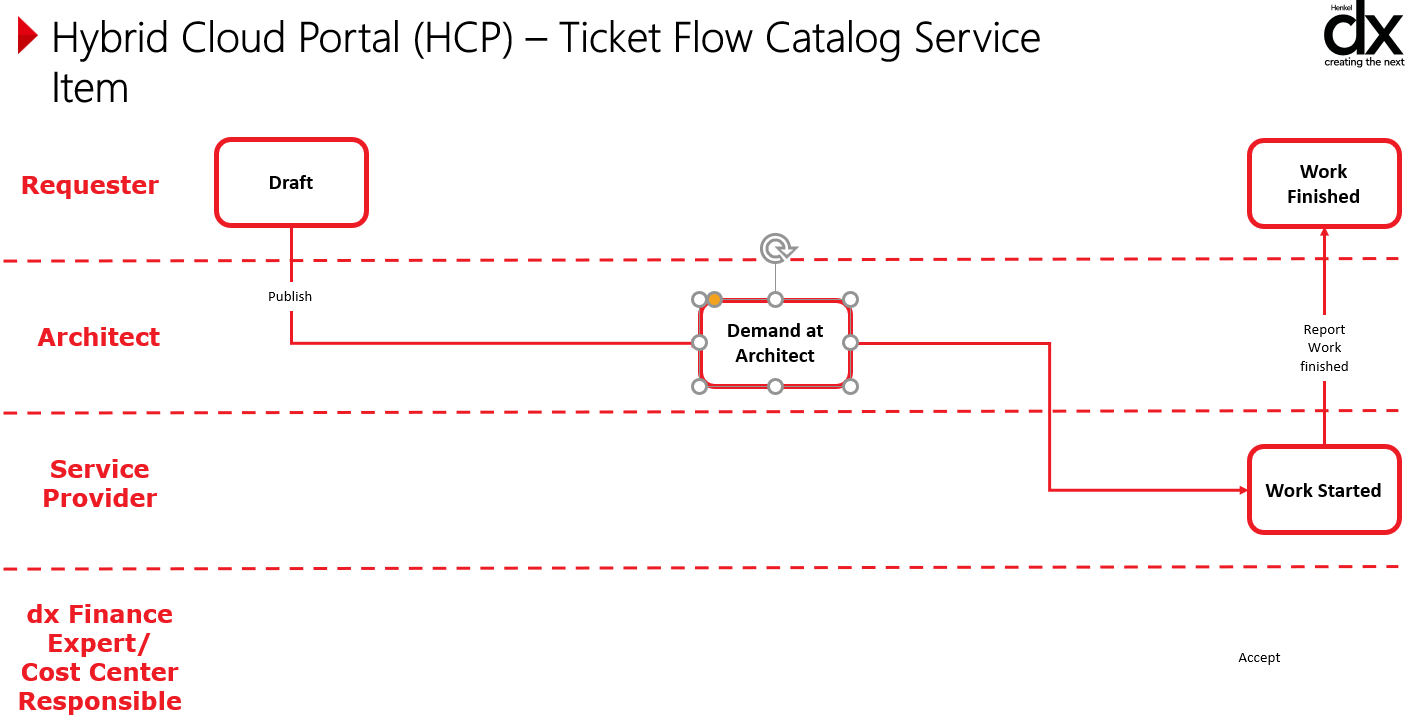 Hybrid Cloud Portal (HCP) – Ticket Flow Catalog Service
Item
Henkel
dx
creating the next
Requester
Draft
Work
Finished
Publish
Architect
Demand at
Architect
Report
Work
finished
Service
Provider
Work Started
dx Finance
Expert/
Cost Center
Responsible
Accept